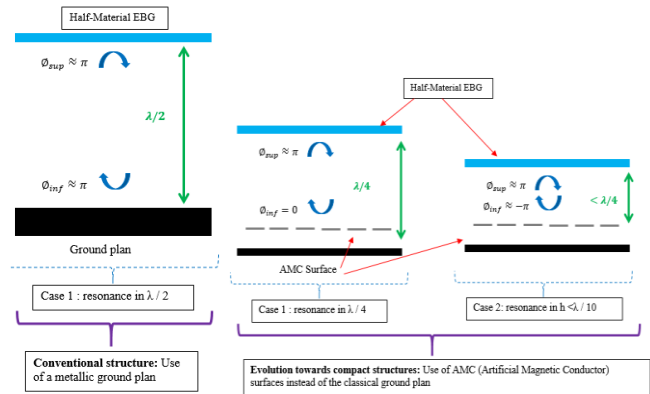 Half-Material EBG
Ø_sup ≈ π
λ/2
Ø_inf ≈ π
Ground plan
Case 1 : resonance in λ / 2
Conventional structure: Use
of a metallic ground plan
Half-Material EBG
Ø_sup ≈ π
λ/4
Ø_inf = 0
AMC Surface
Case 1 : resonance in λ / 4
Ø_sup ≈ π
Ø_inf ≈ −π
< λ/4
Case 2: resonance in h <λ / 10
Evolution towards compact structures: Use of AMC (Artificial Magnetic Conductor)
surfaces instead of the classical ground plan